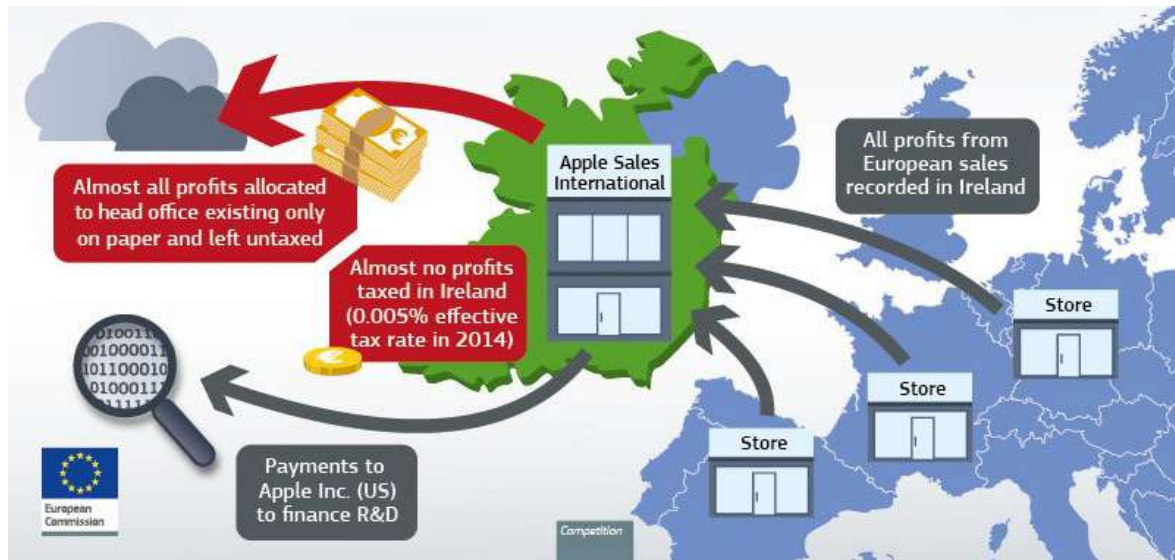 Apple Sales
International
All profits from
European sales
recorded in Ireland
Almost all profits allocated
to head office existing only
on paper and left untaxed
Almost no profits
taxed in Ireland
(0.005% effective
tax rate in 2014)
Store
Store
Store
Payments to
Apple Inc. (US)
to finance R&D
European
Commission
Competition